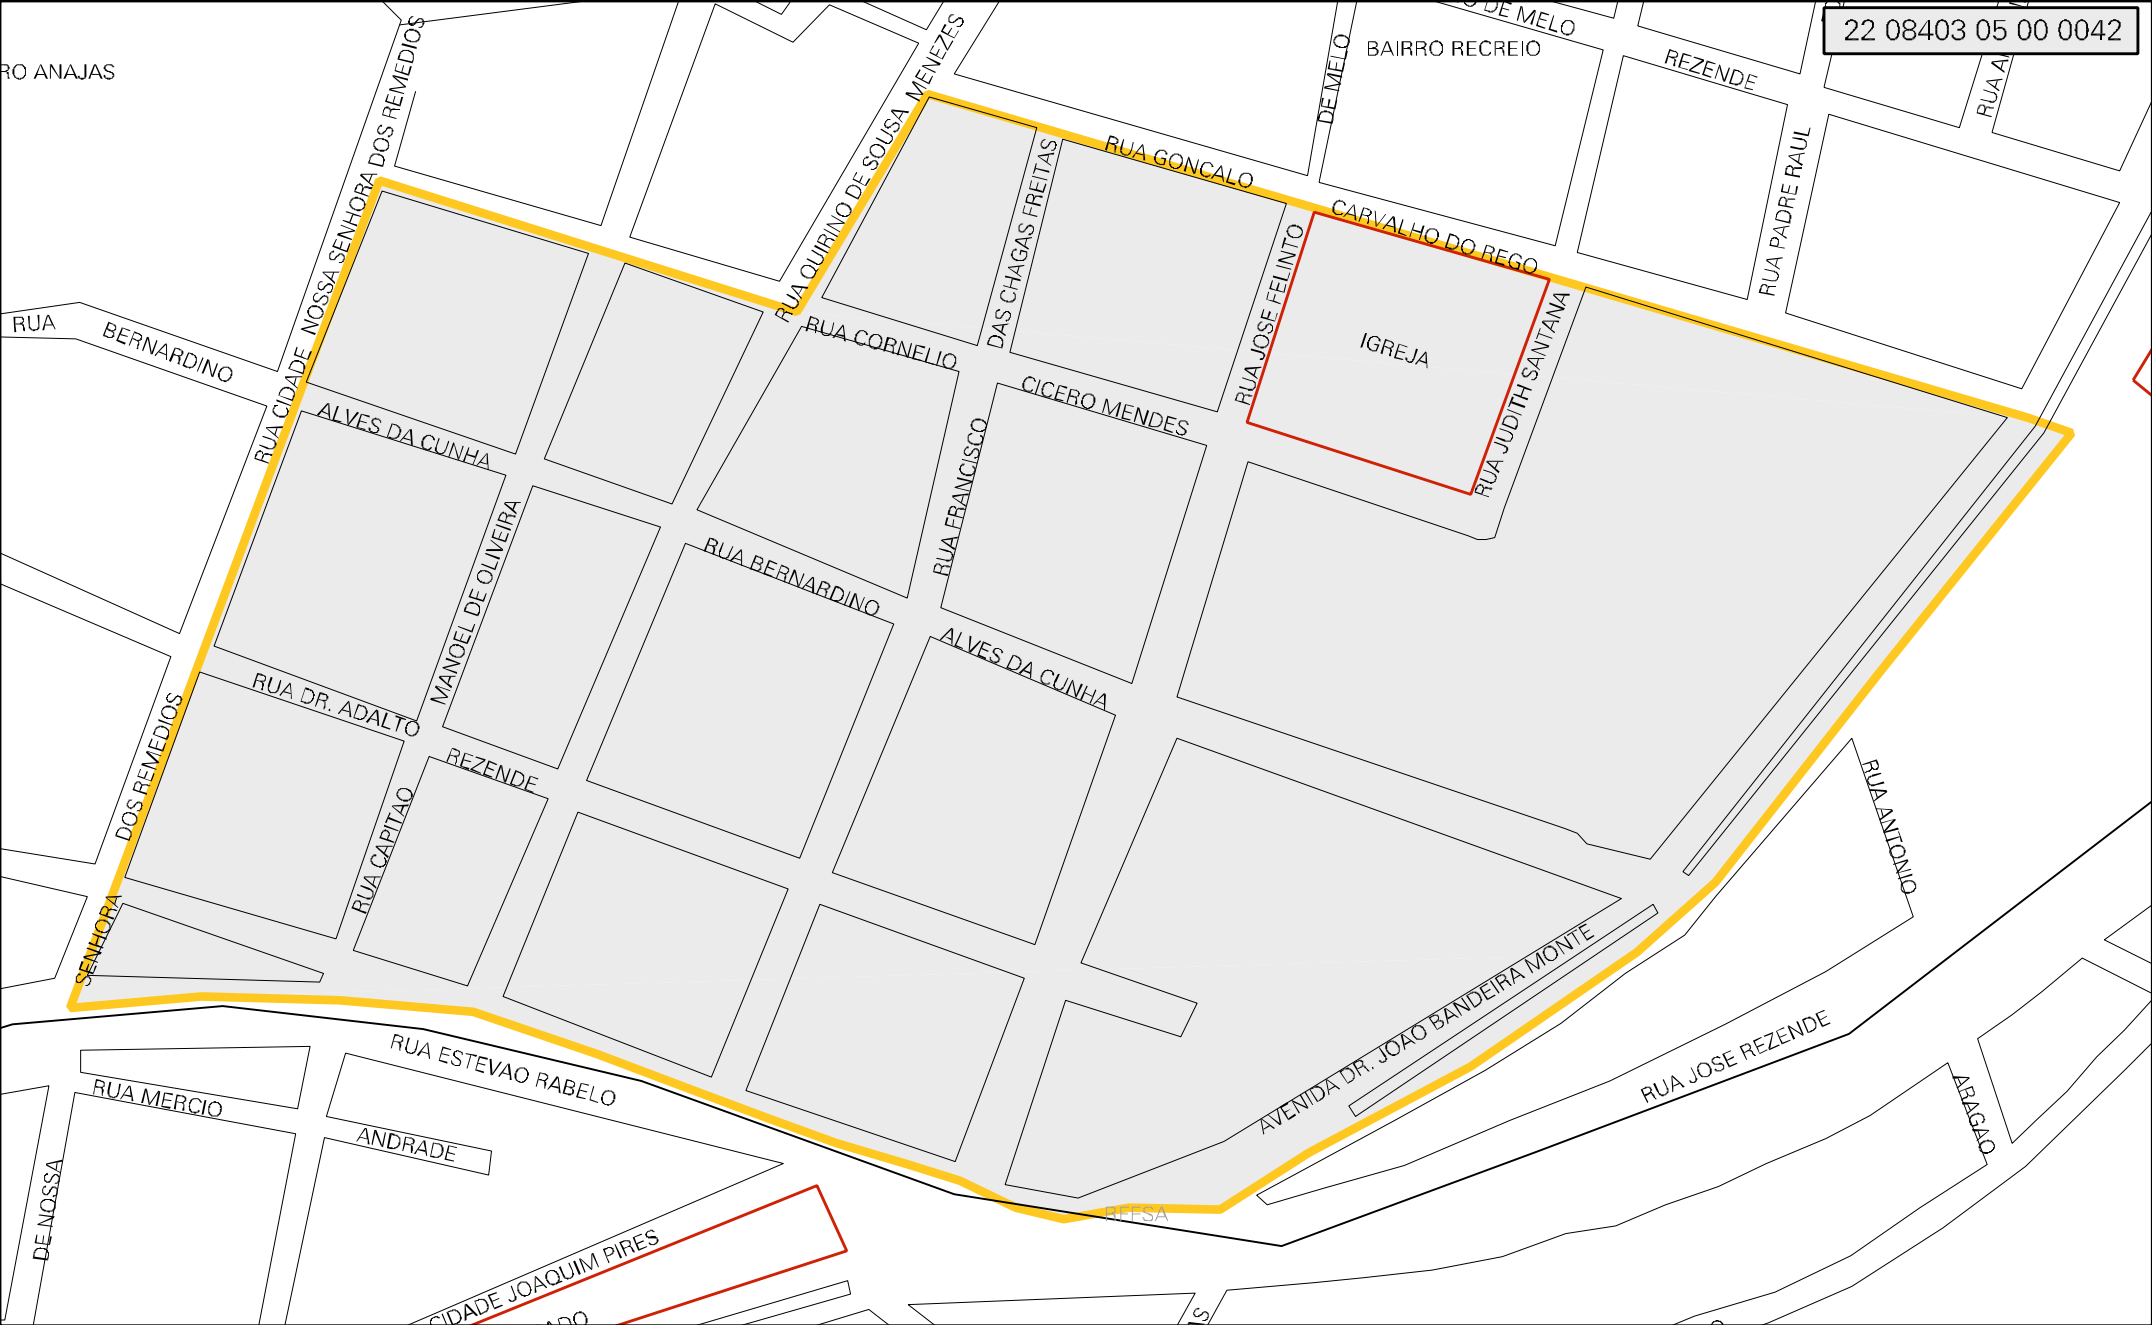 22 08403 05 00 0042
DE MELO
BAIRRO RECREIO
REZENDE
RO ANAJAS
RUA CIDADE NOSSA SENHORA DOS REMEDIOS
RUA QUIRINO DE SOUSA MENEZES
DE MELO
RUA PADRE RAUL
RUA GONCALO
CARVALHO DO REGO
DAS CHAGAS FREITAS
RUA JOSE FELINTO
IGREJA
RUA JUDITH SANTANA
RUA
BERNARDINO
RUA CORNELIO
CICERO MENDES
ALVES DA CUNHA
RUA FRANCISCO
MANOEL DE OLIVEIRA
RUA BERNARDINO
ALVES DA CUNHA
RUA DR. ADALTO
REZENDE
DOS REMEDIOS
RUA CAPITAO
SENHORA
RUA ANTONIO
AVENIDA DR. JOAO BANDEIRA MONTE
RUA JOSE REZENDE
RUA ESTEVAO RABELO
RUA MERCIO
ANDRADE
ARAGAO
DE NOSSA
REFSA
CIDADE JOAQUIM PIRES